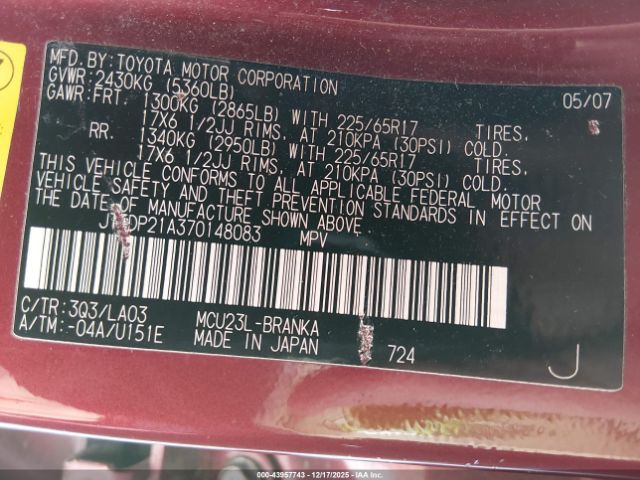 MFD. BY: TOYOTA MOTOR CORPORATION 05/07
GVWR: 2430KG (5360LB)
GAWR: FRT. 1300KG (2865LB) WITH 225/65R17 TIRES,
17X6 1/2JJ RIMS, AT 210KPA (30PSI) COLD.
RR. 1340KG (2950LB) WITH 225/65R17 TIRES,
17X6 1/2JJ RIMS, AT 210KPA (30PSI) COLD.
THIS VEHICLE CONFORMS TO ALL APPLICABLE FEDERAL MOTOR
VEHICLE SAFETY AND THEFT PREVENTION STANDARDS IN EFFECT ON
THE DATE OF MANUFACTURE SHOWN ABOVE.
MPV
C/TR: 3Q3/LA03 MCU23L-BRANKA
A/TM: -04A/U151E MADE IN JAPAN 724 J
000-43957743 - 12/17/2025 - IAAI.COM